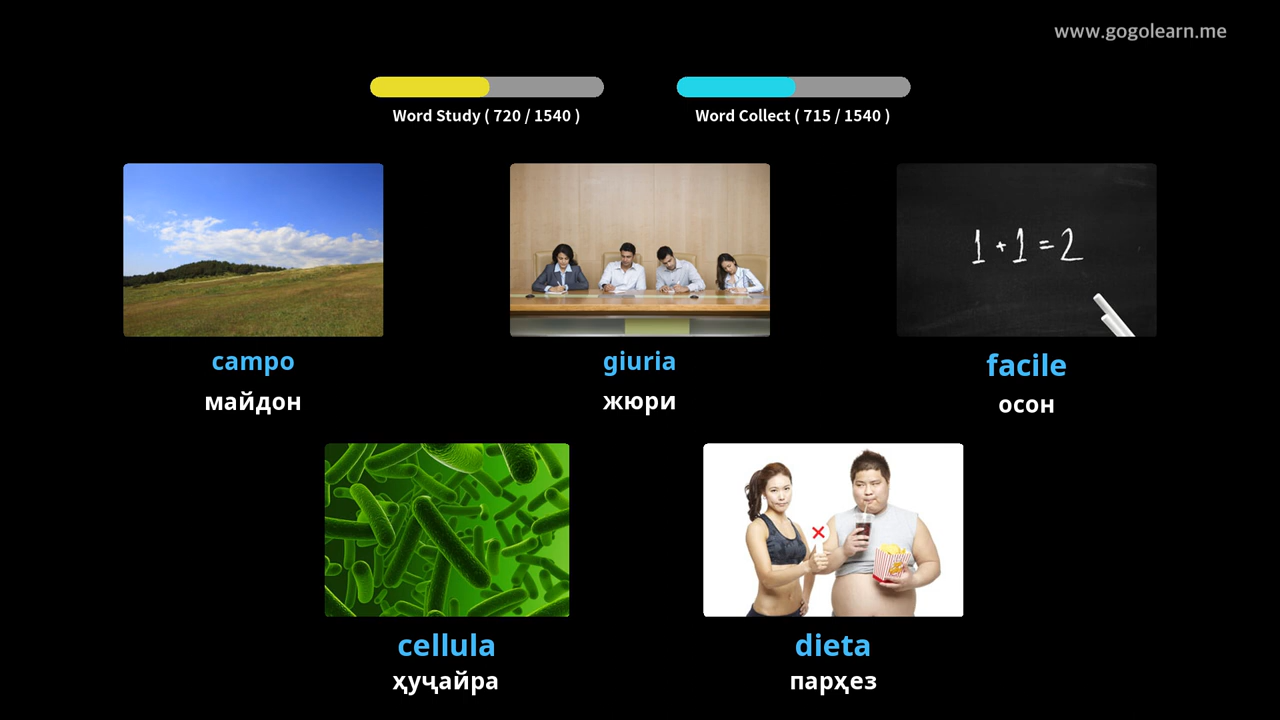 www.gogolearn.me
Word Study ( 720 / 1540 )
Word Collect ( 715 / 1540 )
1 + 1 = 2
campo
майдон
giuria
жюри
facile
осон
cellula
ҳуҷайра
dieta
парҳез